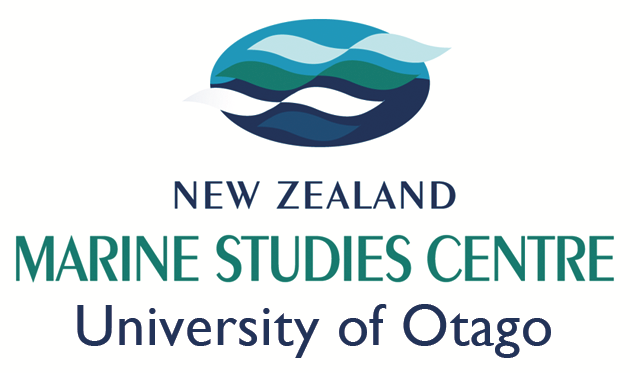 NEW ZEALAND
MARINE STUDIES CENTRE
University of Otago